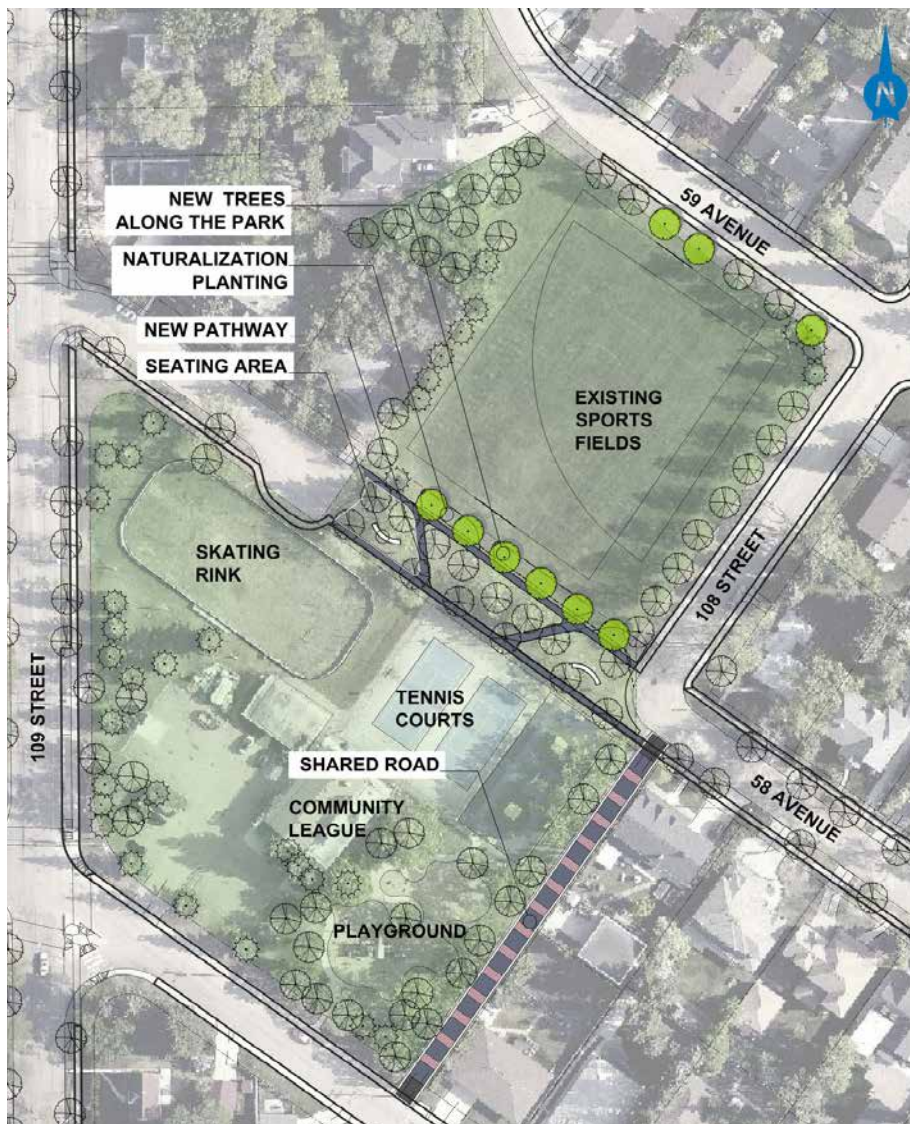 N
NEW TREES
ALONG THE PARK
NATURALIZATION
PLANTING
NEW PATHWAY
SEATING AREA
59 AVENUE
EXISTING
SPORTS
FIELDS
SKATING
RINK
108 STREET
109 STREET
TENNIS
COURTS
SHARED ROAD
COMMUNITY
LEAGUE
58 AVENUE
PLAYGROUND